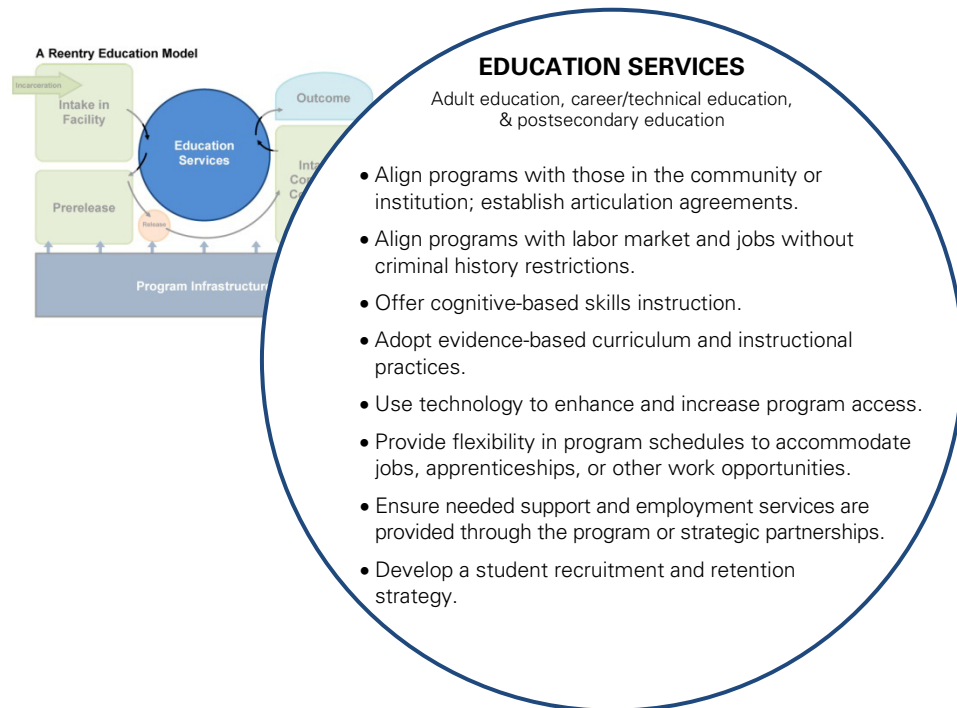 A Reentry Education Model
Incarceration
Intake in
Facility
Education
Services
Outcome
Prerelease
Release
Program Infrastructure
EDUCATION SERVICES
Adult education, career/technical education,
& postsecondary education
• Align programs with those in the community or
institution; establish articulation agreements.
• Align programs with labor market and jobs without
criminal history restrictions.
• Offer cognitive-based skills instruction.
• Adopt evidence-based curriculum and instructional
practices.
• Use technology to enhance and increase program access.
• Provide flexibility in program schedules to accommodate
jobs, apprenticeships, or other work opportunities.
• Ensure needed support and employment services are
provided through the program or strategic partnerships.
• Develop a student recruitment and retention
strategy.